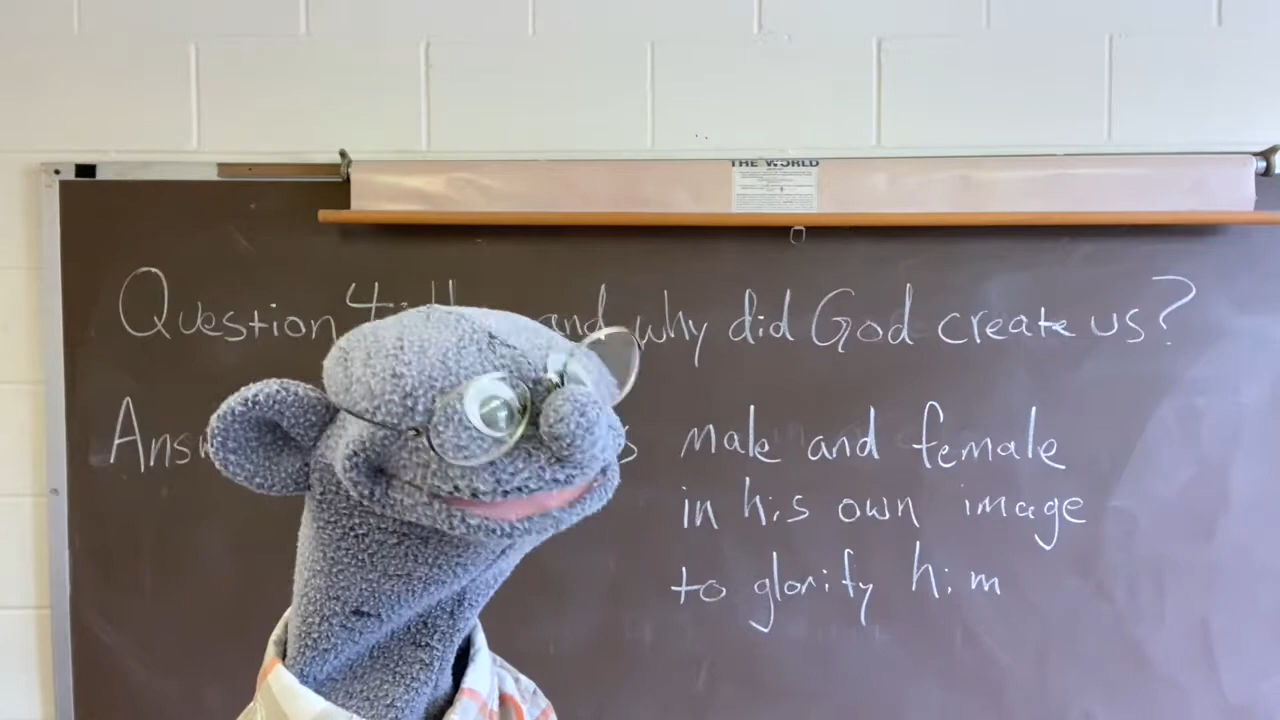 THE WORLD
Question 4: and why did God create us?
male and female
in his own image
to glorify him